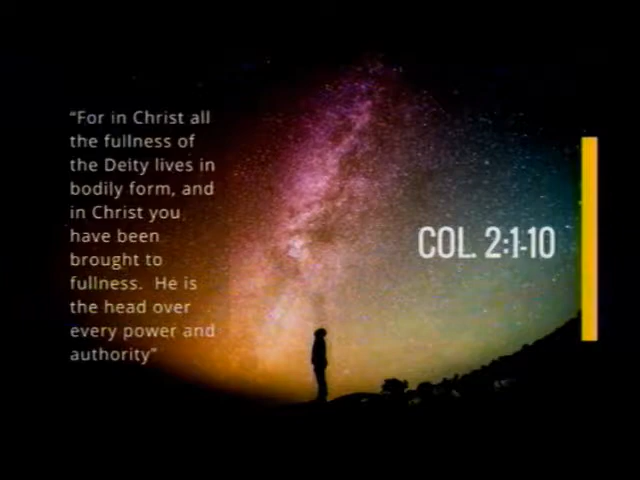 “For in Christ all
the fullness of
the Deity lives in
bodily form, and
in Christ you
have been
brought to
fullness.  He is
the head over
every power and
authority”
COL. 2:1-10